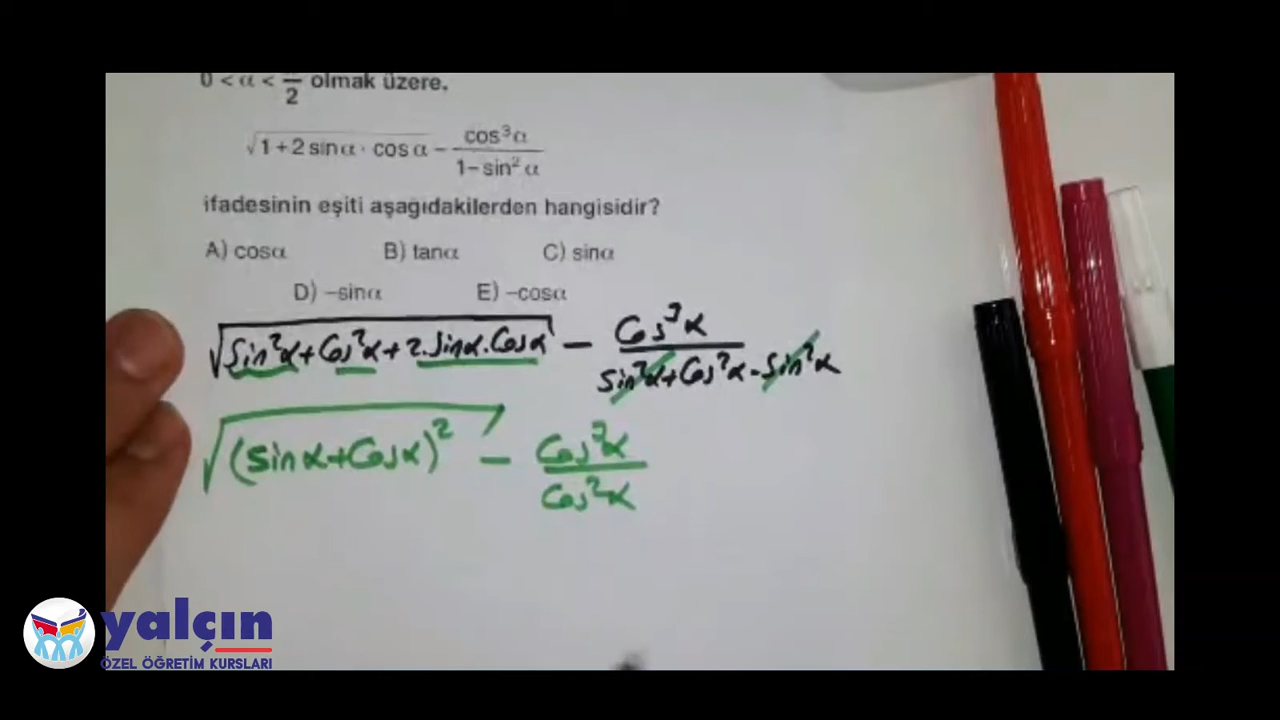 0 < α < π/2 olmak üzere,
√(1+2 sinα · cosα) − cos³α / (1−sin²α)
ifadesinin eşiti aşağıdakilerden hangisidir?
A) cosα B) tanα C) sinα
D) −sinα E) −cosα
√(Sin²α+Cos²α+2.Sinα.Cosα) − Cos³α / (Sin²α+Cos²α−Sin²α)
√((Sinα+Cosα)²) − Cos³α / Cos²α
yalçın
ÖZEL ÖĞRETİM KURSLARI